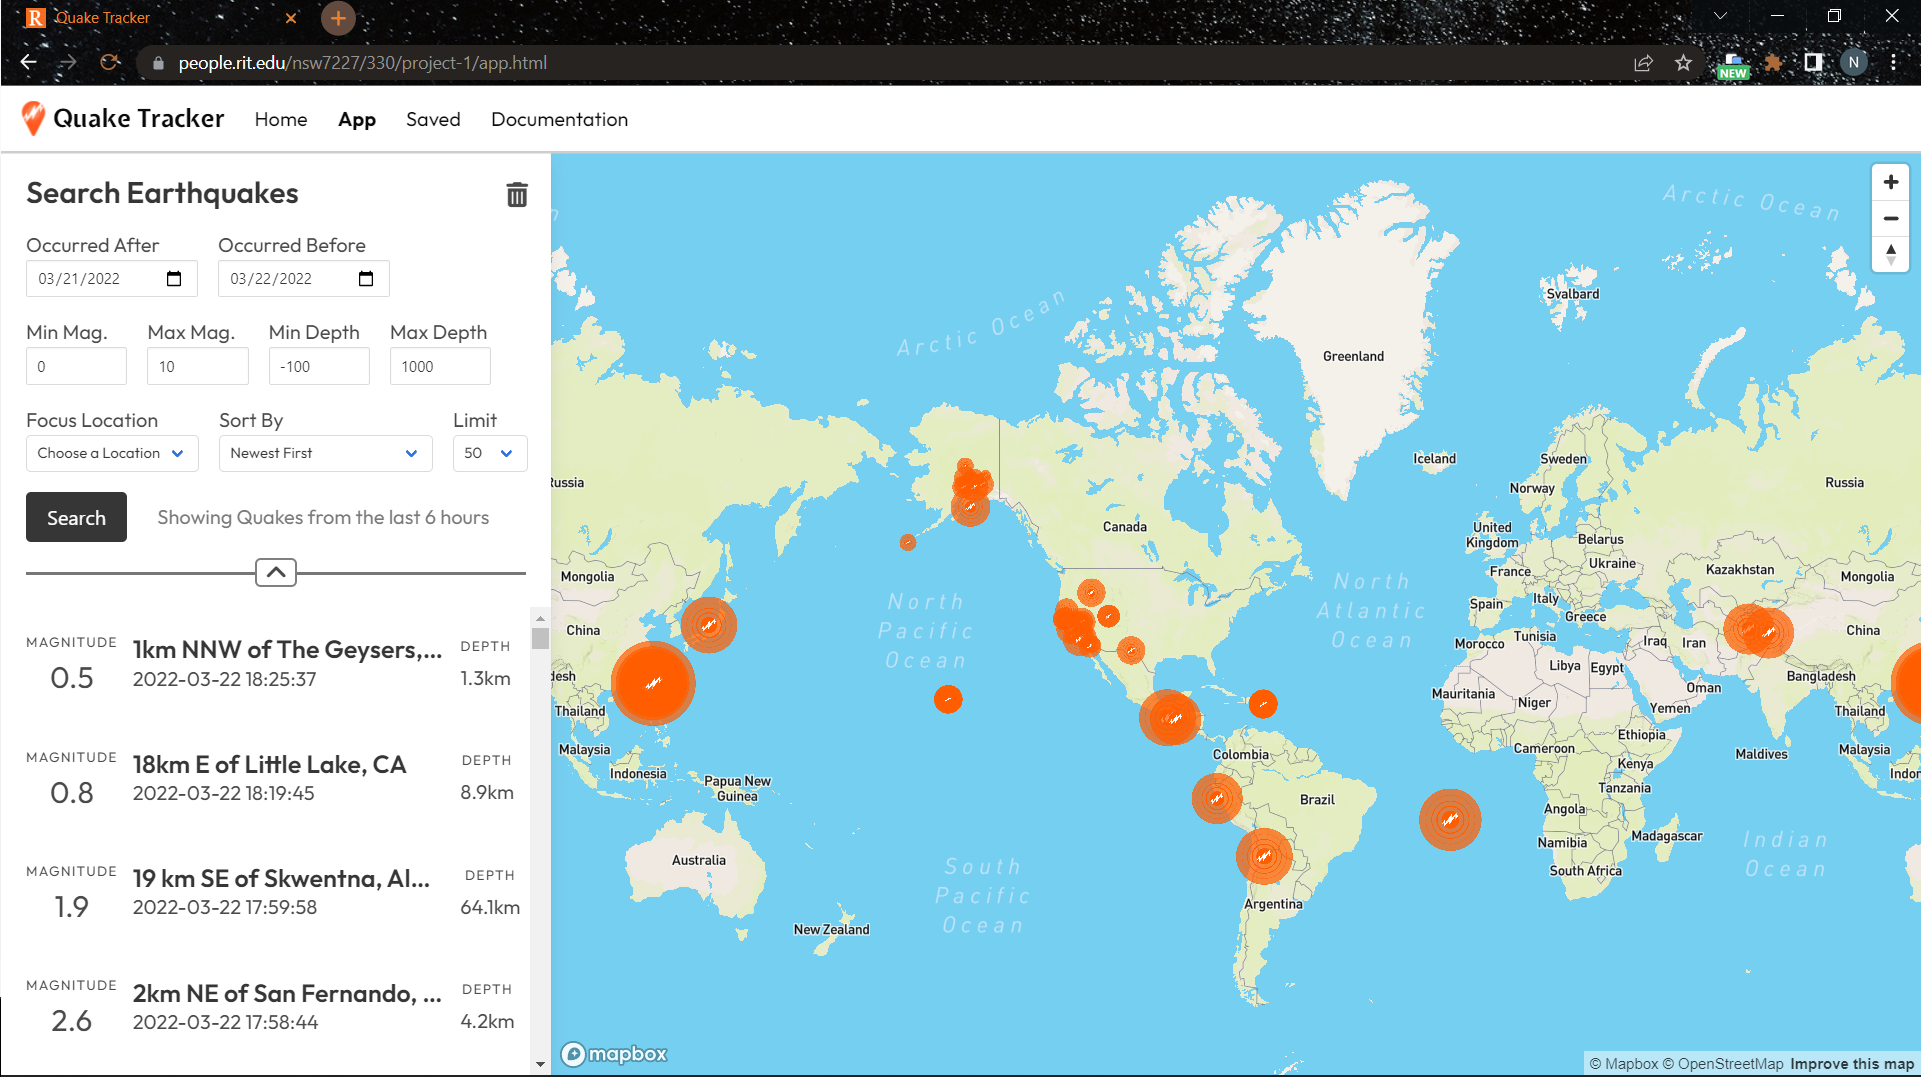 Quake Tracker
people.rit.edu/nsw7227/330/project-1/app.html
NEW
N
Quake Tracker
Home
App
Saved
Documentation
Search Earthquakes
Occurred After
Occurred Before
03/21/2022
03/22/2022
Min Mag.
Max Mag.
Min Depth
Max Depth
0
10
-100
1000
Focus Location
Sort By
Limit
Choose a Location
Newest First
50
Search
Showing Quakes from the last 6 hours
MAGNITUDE
0.5
1km NNW of The Geysers,...
2022-03-22 18:25:37
DEPTH
1.3km
MAGNITUDE
0.8
18km E of Little Lake, CA
2022-03-22 18:19:45
DEPTH
8.9km
MAGNITUDE
1.9
19 km SE of Skwentna, Al...
2022-03-22 17:59:58
DEPTH
64.1km
MAGNITUDE
2.6
2km NE of San Fernando, ...
2022-03-22 17:58:44
DEPTH
4.2km
n
Arctic Ocean
Arctic Ocean
Svalbard
Greenland
Iceland
Sweden
Norway
Russia
Russia
Canada
United
Kingdom
Belarus
Ukraine
France
Kazakhstan
Mongolia
Mongolia
North
Pacific
Ocean
North
Atlantic
Ocean
Italy
Spain
Greece
China
China
Morocco
Tunisia
Iraq
Iran
Libya
Egypt
desh
Bangladesh
Oman
Mauritania
Niger
Yemen
Thailand
Thailand
Ethiopia
Malaysia
Malaysia
Colombia
Cameroon
Maldives
Kenya
Indonesia
Indor
Papua New
Guinea
Brazil
Tanzania
Angola
Madagascar
Namibia
Indian
Ocean
Australia
South
Pacific
Ocean
South Africa
Argentina
New Zealand
mapbox
© Mapbox © OpenStreetMap Improve this map